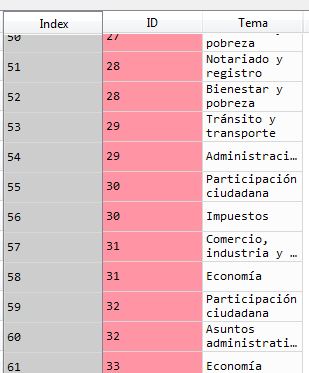 Index ID Tema
50 27 pobreza
51 28 Notariado y
registro
52 28 Bienestar y
pobreza
53 29 Tránsito y
transporte
54 29 Administraci…
55 30 Participación
ciudadana
56 30 Impuestos
57 31 Comercio,
industria y …
58 31 Economía
59 32 Participación
ciudadana
60 32 Asuntos
administrati…
61 33 Economía